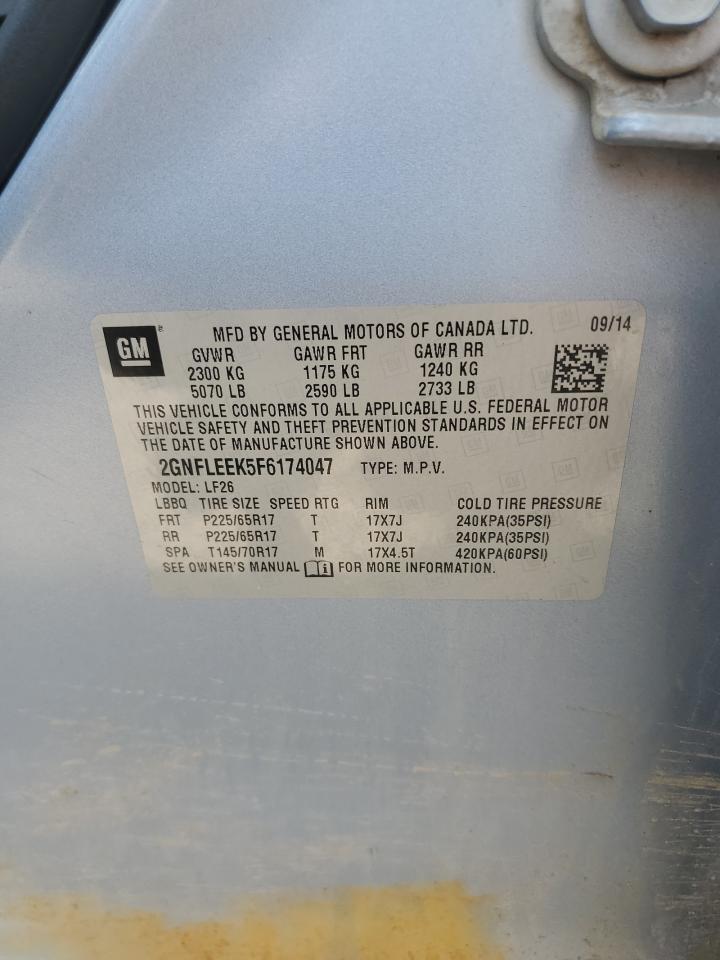 GM ® MFD BY GENERAL MOTORS OF CANADA LTD. 09/14
GVWR GAWR FRT GAWR RR
2300 KG 1175 KG 1240 KG
5070 LB 2590 LB 2733 LB
THIS VEHICLE CONFORMS TO ALL APPLICABLE U.S. FEDERAL MOTOR
VEHICLE SAFETY AND THEFT PREVENTION STANDARDS IN EFFECT ON
THE DATE OF MANUFACTURE SHOWN ABOVE.
2GNFLEEK5F6174047 TYPE: M.P.V.
MODEL: LF26
LBBQ TIRE SIZE SPEED RTG RIM COLD TIRE PRESSURE
FRT P225/65R17 T 17X7J 240KPA(35PSI)
RR P225/65R17 T 17X7J 240KPA(35PSI)
SPA T145/70R17 M 17X4.5T 420KPA(60PSI)
SEE OWNER'S MANUAL i FOR MORE INFORMATION.